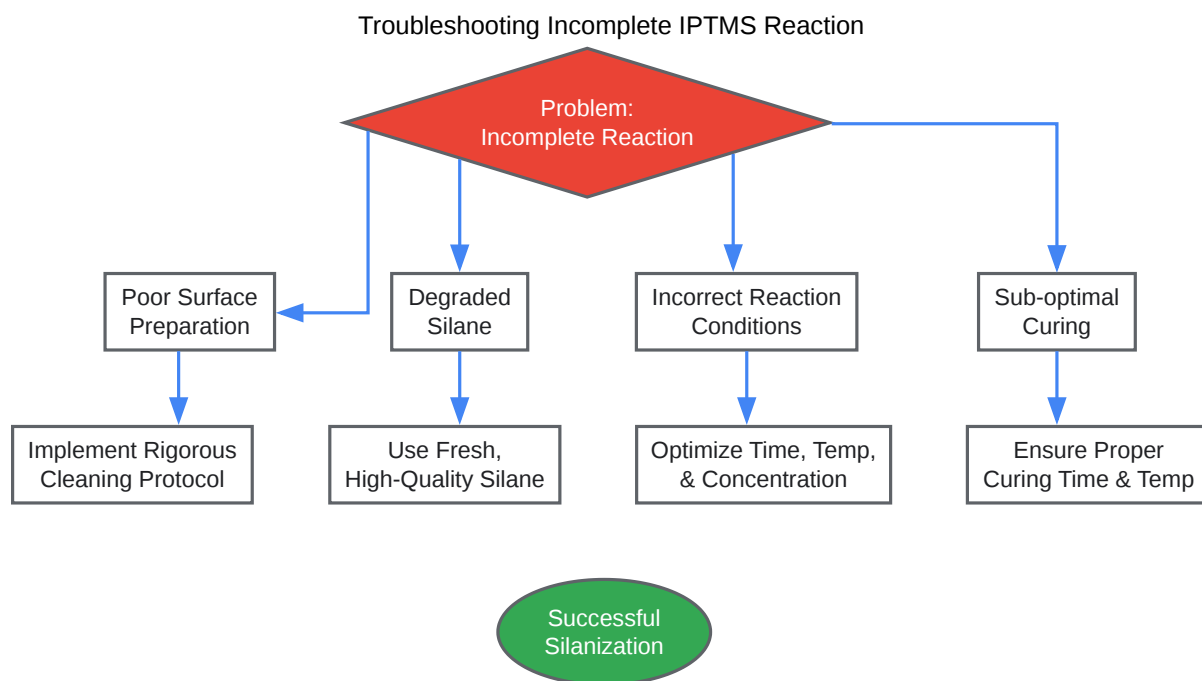 Troubleshooting Incomplete IPTMS Reaction
Problem:
Incomplete Reaction
Poor Surface
Preparation
Degraded
Silane
Incorrect Reaction
Conditions
Sub-optimal
Curing
Implement Rigorous
Cleaning Protocol
Use Fresh,
High-Quality Silane
Optimize Time, Temp,
& Concentration
Ensure Proper
Curing Time & Temp
Successful
Silanization